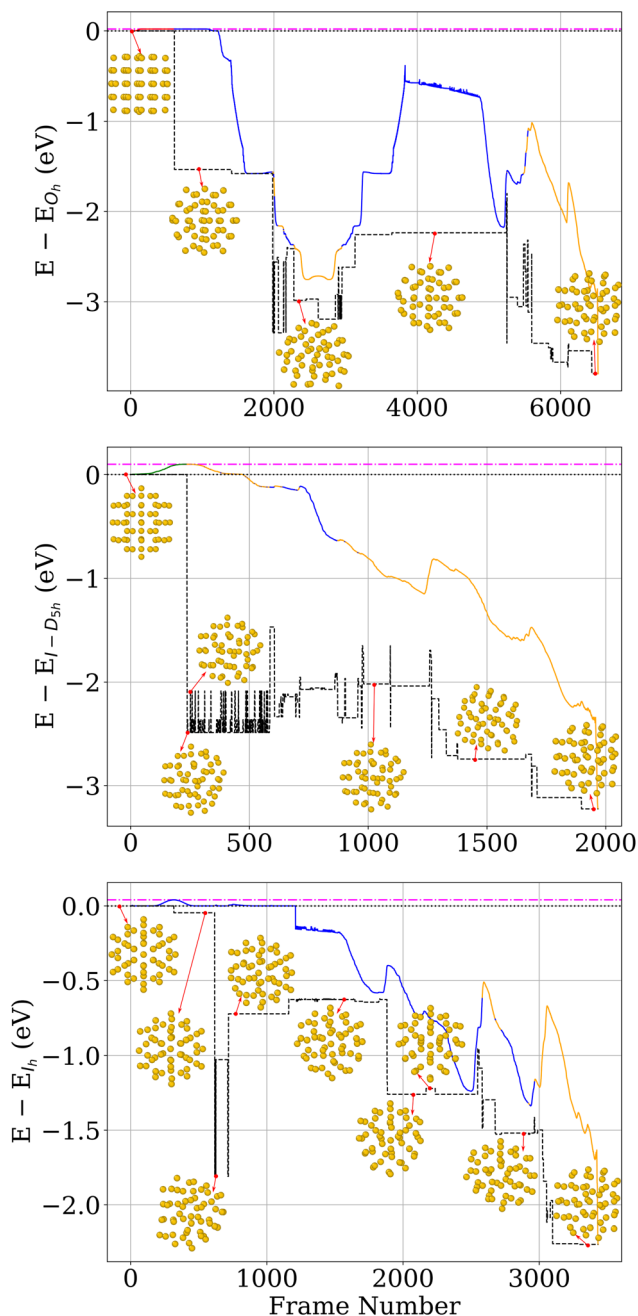 0
−1
−2
−3
E − E_{O_h} (eV)
0 2000 4000 6000
0
−1
−2
−3
E − E_{I−D_{5h}} (eV)
0 500 1000 1500 2000
0.0
−0.5
−1.0
−1.5
−2.0
E − E_{I_h} (eV)
0 1000 2000 3000
Frame Number